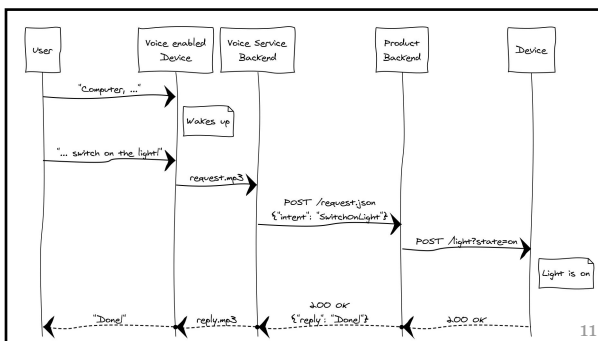 User
Voice enabled
Device
Voice Service
Backend
Product
Backend
Device
"Computer, ..."
Wakes up
"... switch on the light!"
request.mp3
POST /request.json
{"intent": "SwitchOnLight"}
POST /light?state=on
Light is on
200 OK
{"reply": "Done!"}
200 OK
reply.mp3
"Done!"
11